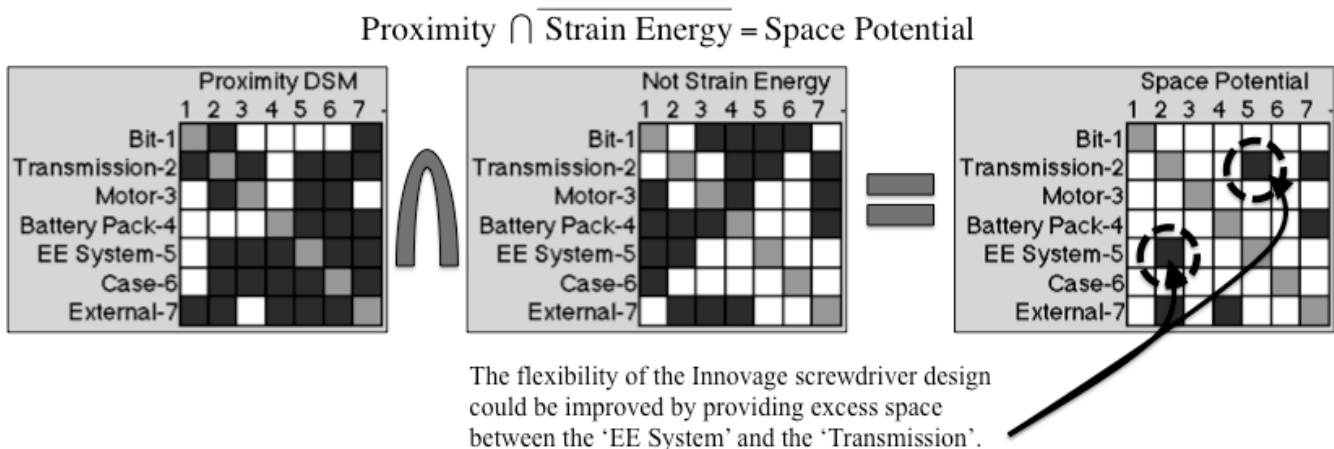 Proximity ∩ Strain Energy = Space Potential
Proximity DSM
1 2 3 4 5 6 7
Bit-1
Transmission-2
Motor-3
Battery Pack-4
EE System-5
Case-6
External-7
Not Strain Energy
1 2 3 4 5 6 7
Bit-1
Transmission-2
Motor-3
Battery Pack-4
EE System-5
Case-6
External-7
Space Potential
1 2 3 4 5 6 7
Bit-1
Transmission-2
Motor-3
Battery Pack-4
EE System-5
Case-6
External-7
The flexibility of the Innovage screwdriver design
could be improved by providing excess space
between the ‘EE System’ and the ‘Transmission’.